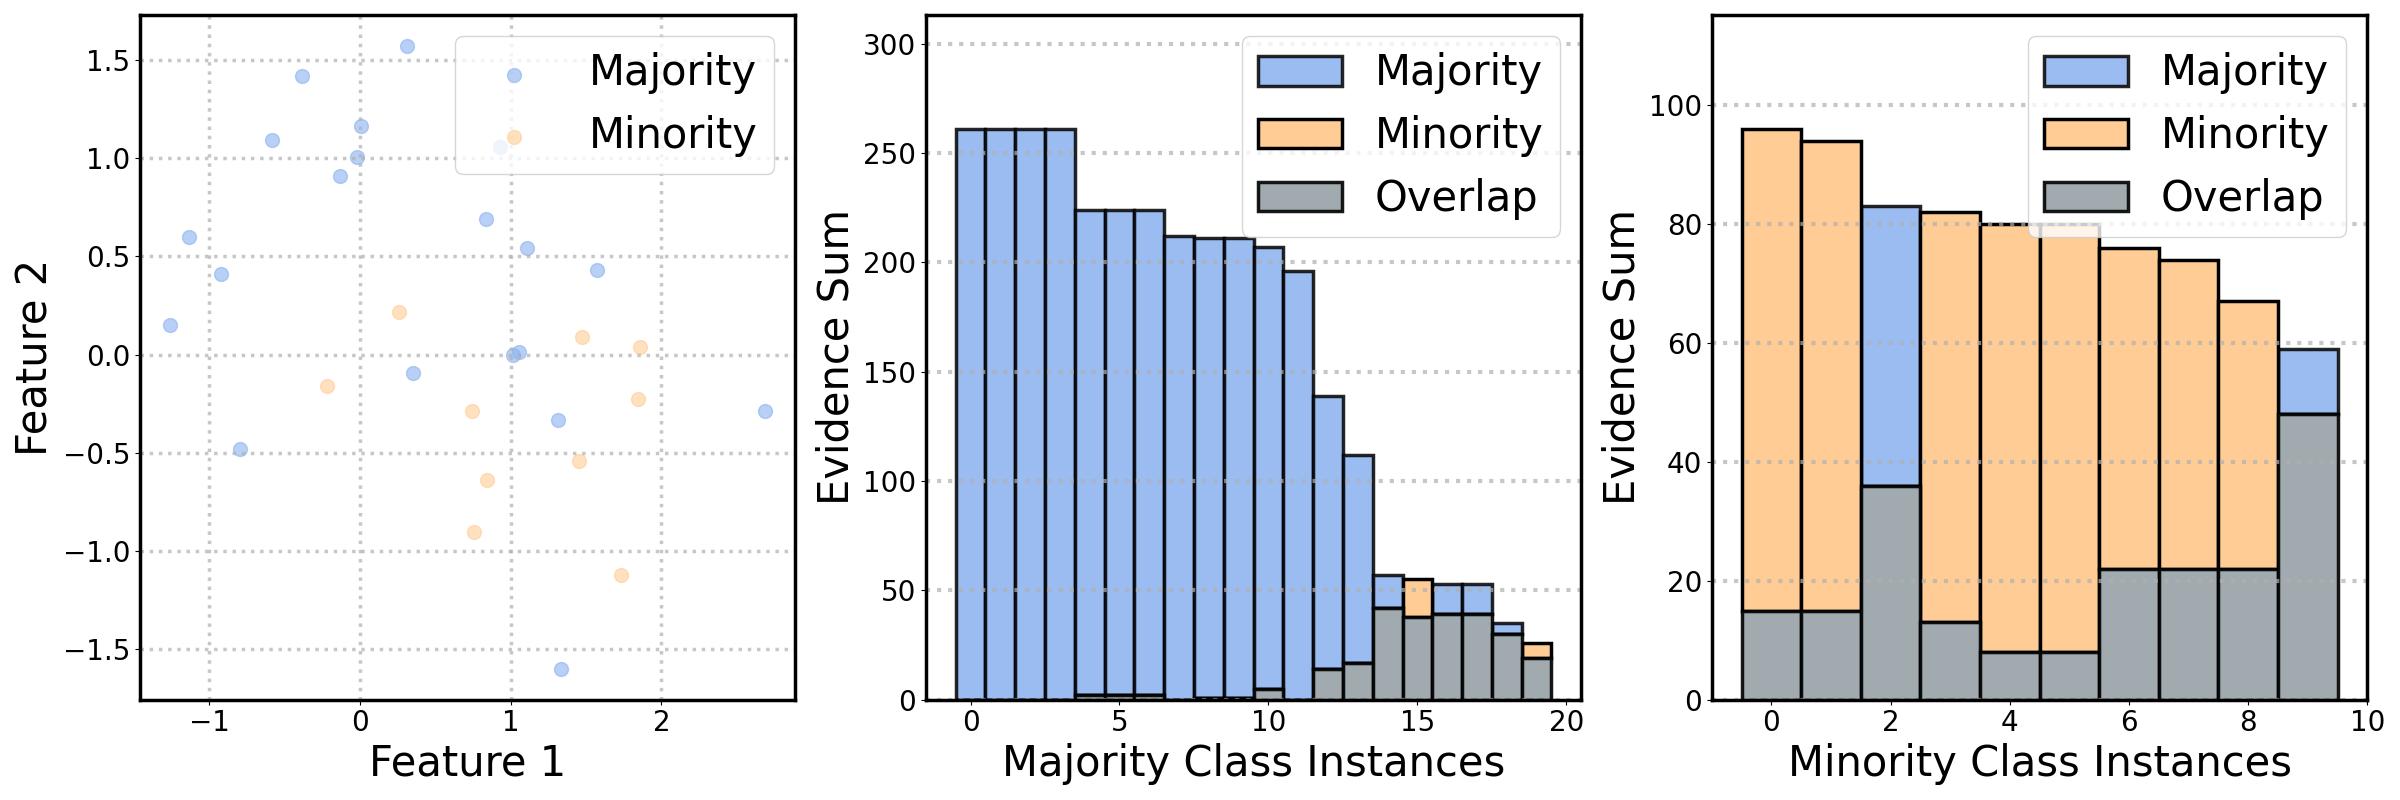 Majority
Minority
1.5
1.0
0.5
0.0
−0.5
−1.0
−1.5
−1
0
1
2
Feature 1
Feature 2
Majority
Minority
Overlap
300
250
200
150
100
50
0
0
5
10
15
20
Majority Class Instances
Evidence Sum
Majority
Minority
Overlap
100
80
60
40
20
0
0
2
4
6
8
10
Minority Class Instances
Evidence Sum